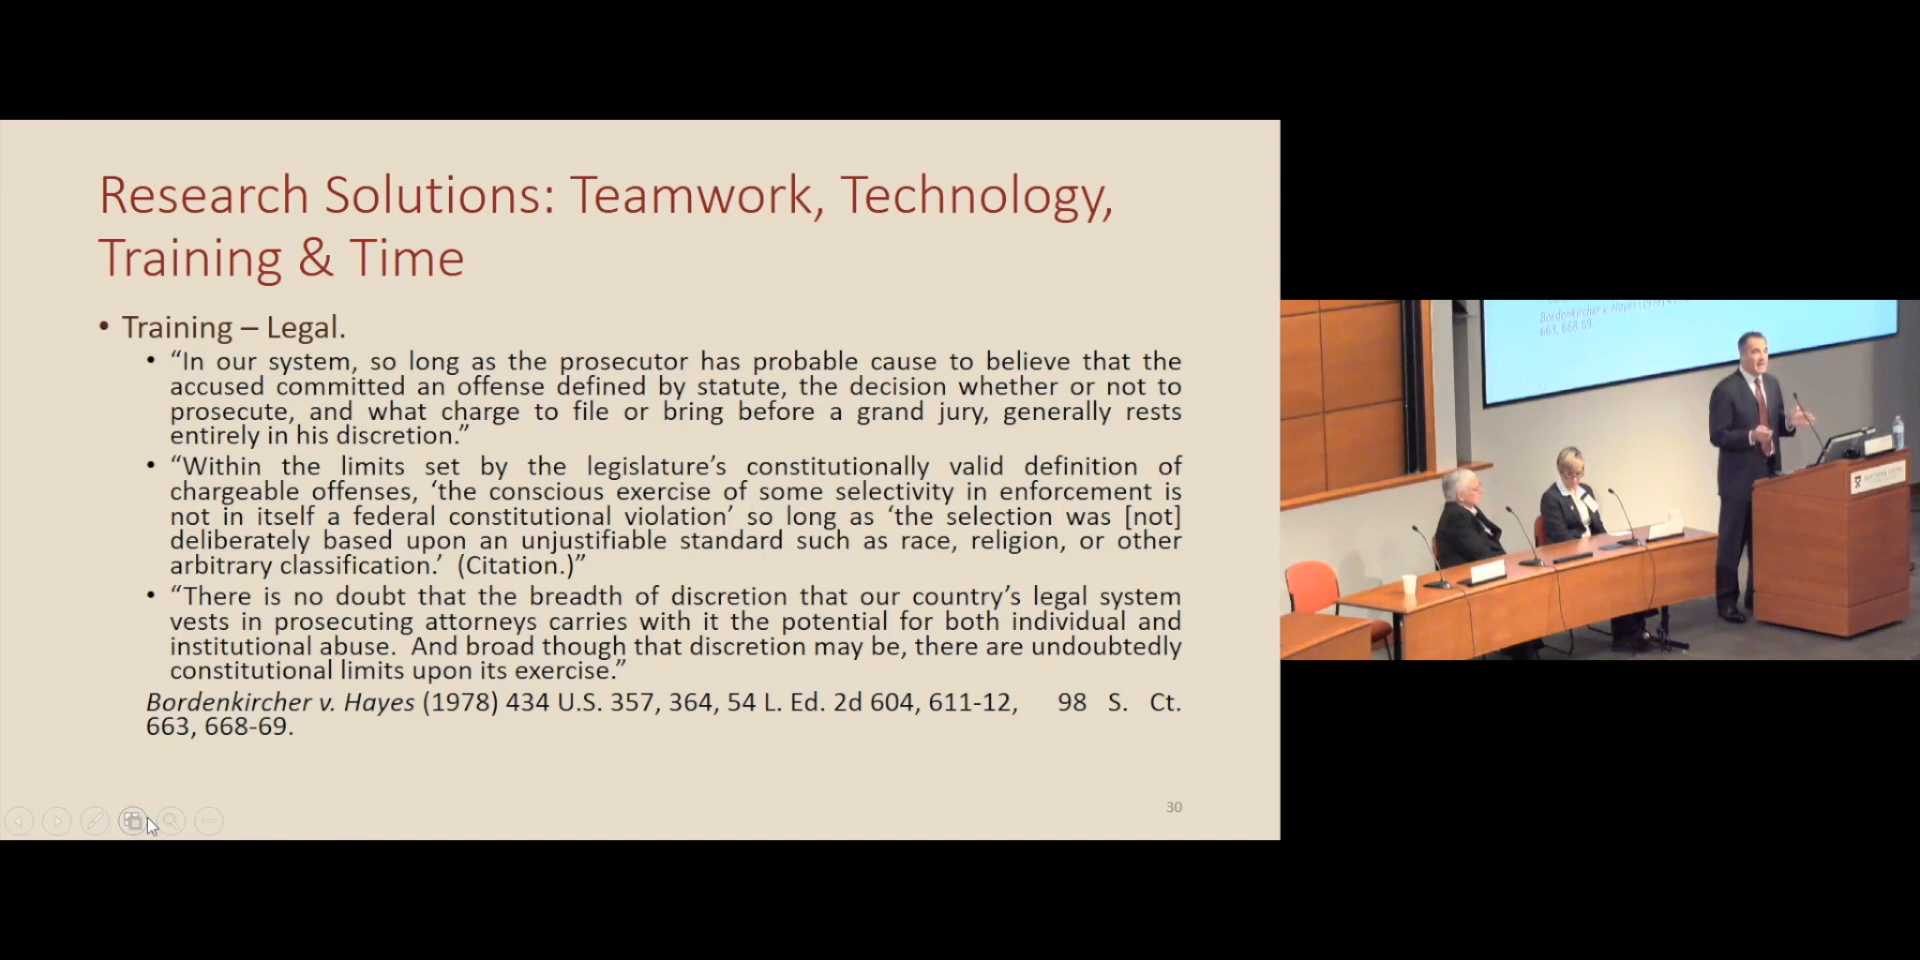 Research Solutions: Teamwork, Technology,
Training & Time
• Training – Legal.
• “In our system, so long as the prosecutor has probable cause to believe that the
accused committed an offense defined by statute, the decision whether or not to
prosecute, and what charge to file or bring before a grand jury, generally rests
entirely in his discretion.”
• “Within the limits set by the legislature’s constitutionally valid definition of
chargeable offenses, ‘the conscious exercise of some selectivity in enforcement is
not in itself a federal constitutional violation’ so long as ‘the selection was [not]
deliberately based upon an unjustifiable standard such as race, religion, or other
arbitrary classification.’ (Citation.)”
• “There is no doubt that the breadth of discretion that our country’s legal system
vests in prosecuting attorneys carries with it the potential for both individual and
institutional abuse. And broad though that discretion may be, there are undoubtedly
constitutional limits upon its exercise.”
Bordenkircher v. Hayes (1978) 434 U.S. 357, 364, 54 L. Ed. 2d 604, 611-12, 98 S. Ct.
663, 668-69.
30
Bordenkircher v. Hayes (1978)
663, 668-69.